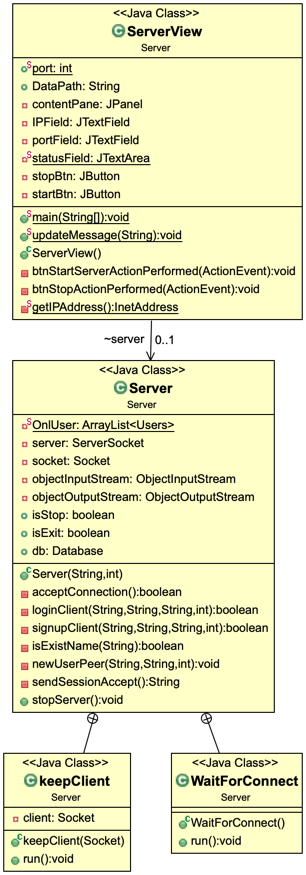 <<Java Class>>
ServerView
Server
port: int
DataPath: String
contentPane: JPanel
IPField: JTextField
portField: JTextField
statusField: JTextArea
stopBtn: JButton
startBtn: JButton
main(String[]):void
updateMessage(String):void
ServerView()
btnStartServerActionPerformed(ActionEvent):void
btnStopActionPerformed(ActionEvent):void
getIPAddress():InetAddress
~server 0..1
<<Java Class>>
Server
Server
OnlUser: ArrayList<Users>
server: ServerSocket
socket: Socket
objectInputStream: ObjectInputStream
objectOutputStream: ObjectOutputStream
isStop: boolean
isExit: boolean
db: Database
Server(String,int)
acceptConnection():boolean
loginClient(String,String,String,int):boolean
signupClient(String,String,String,int):boolean
isExistName(String):boolean
newUserPeer(String,String,int):void
sendSessionAccept():String
stopServer():void
<<Java Class>>
keepClient
Server
client: Socket
keepClient(Socket)
run():void
<<Java Class>>
WaitForConnect
Server
WaitForConnect()
run():void